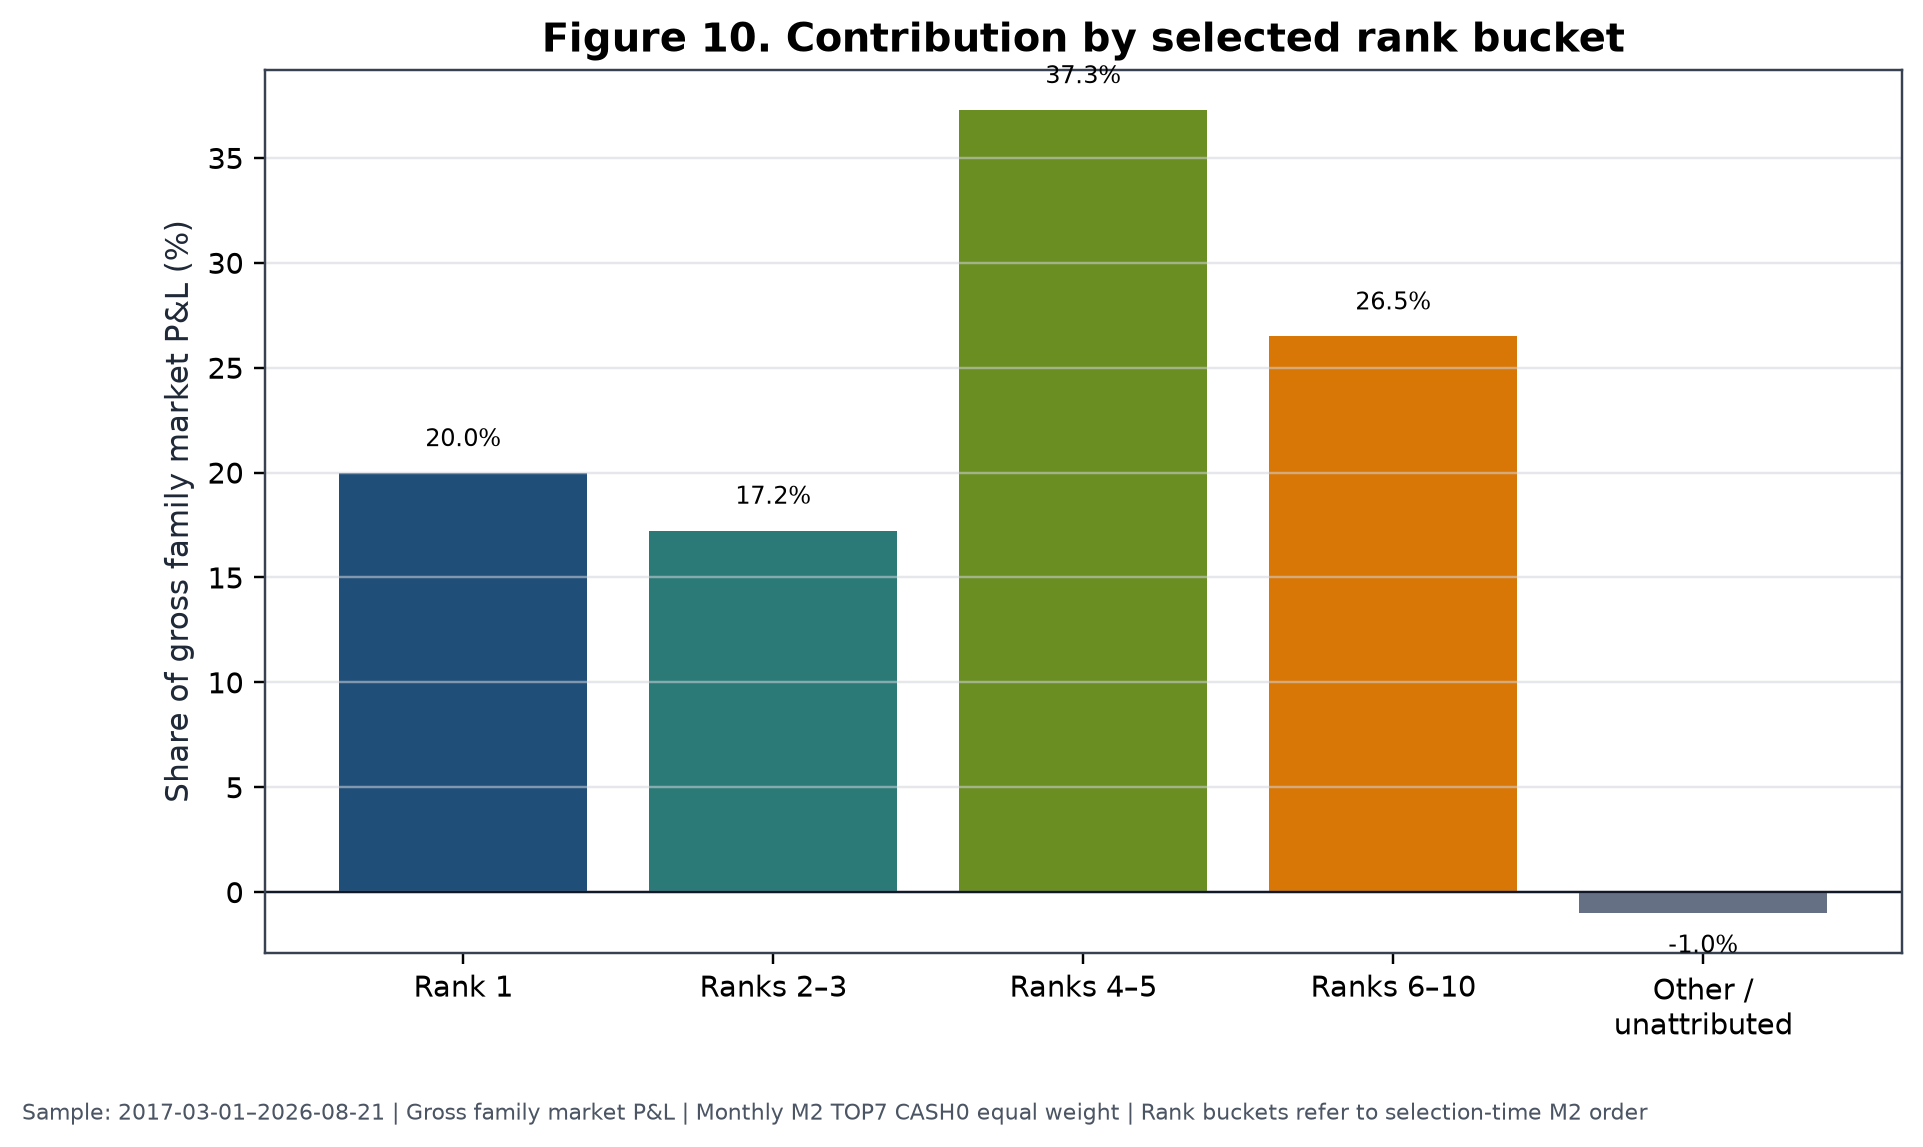 Figure 10. Contribution by selected rank bucket
Share of gross family market P&L (%)
35
30
25
20
15
10
5
0
20.0%
17.2%
37.3%
26.5%
-1.0%
Rank 1
Ranks 2–3
Ranks 4–5
Ranks 6–10
Other /
unattributed
Sample: 2017-03-01–2026-08-21 | Gross family market P&L | Monthly M2 TOP7 CASH0 equal weight | Rank buckets refer to selection-time M2 order